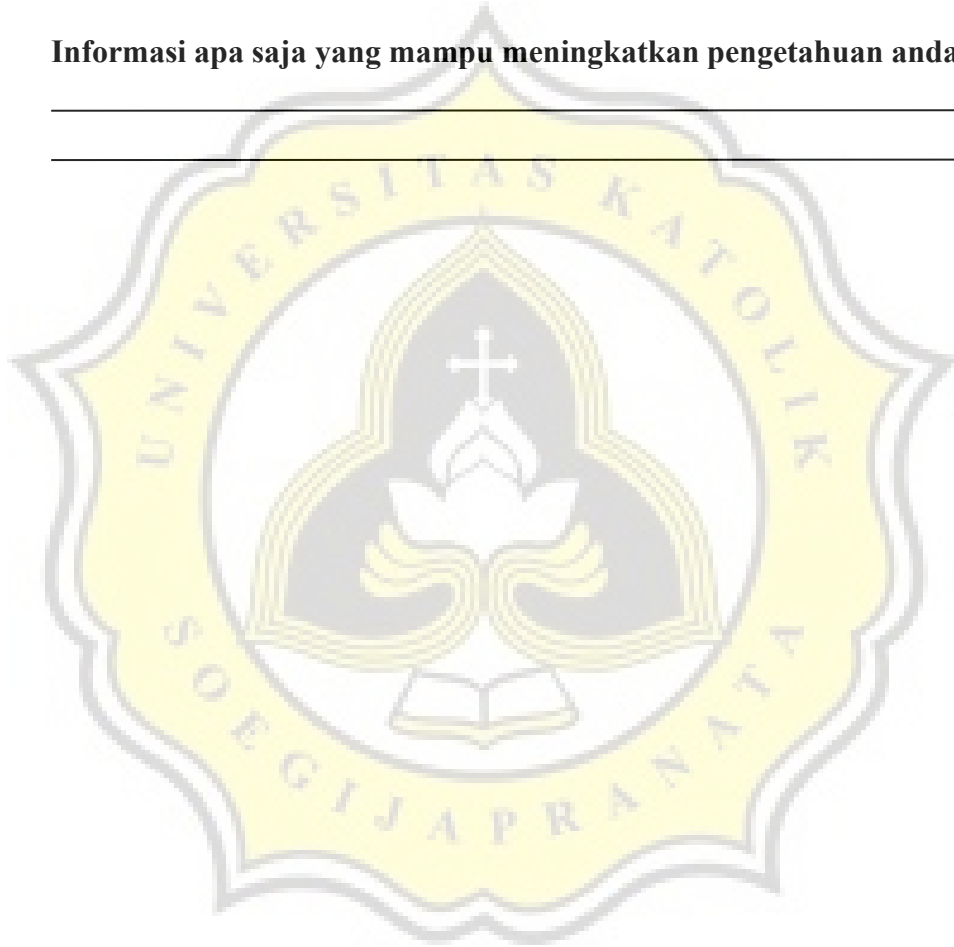 Informasi apa saja yang mampu meningkatkan pengetahuan anda
UNIVERSITAS KATOLIK
SOEGIJAPRANATA